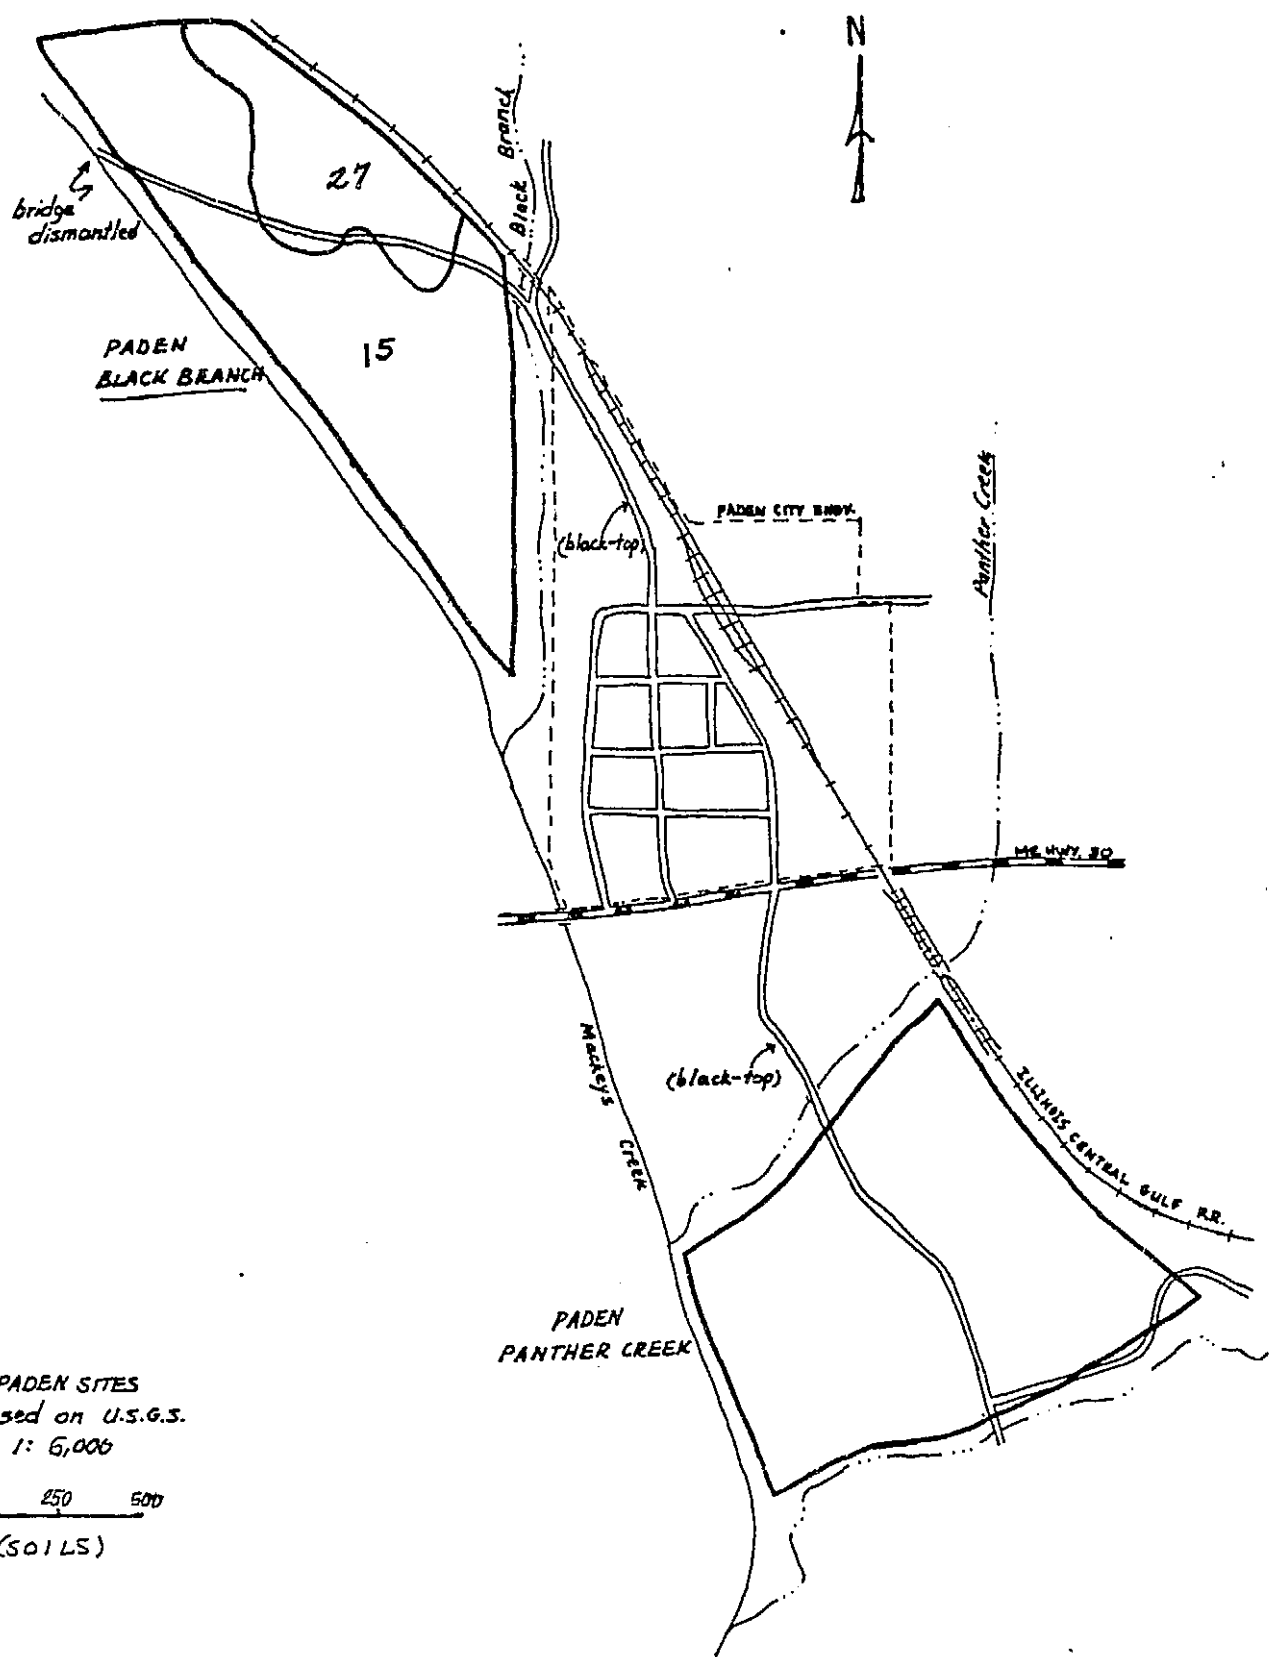 N
Black Branch
27
bridge
dismantled
15
PADEN
BLACK BRANCH
Panther Creek
PADEN CITY BNDY.
(black-top)
MS. HWY. 30
Mackeys
Creek
(black-top)
ILLINOIS CENTRAL GULF R.R.
PADEN
PANTHER CREEK
PADEN SITES
sed on U.S.G.S.
1: 6,000
250 500
(SOILS)